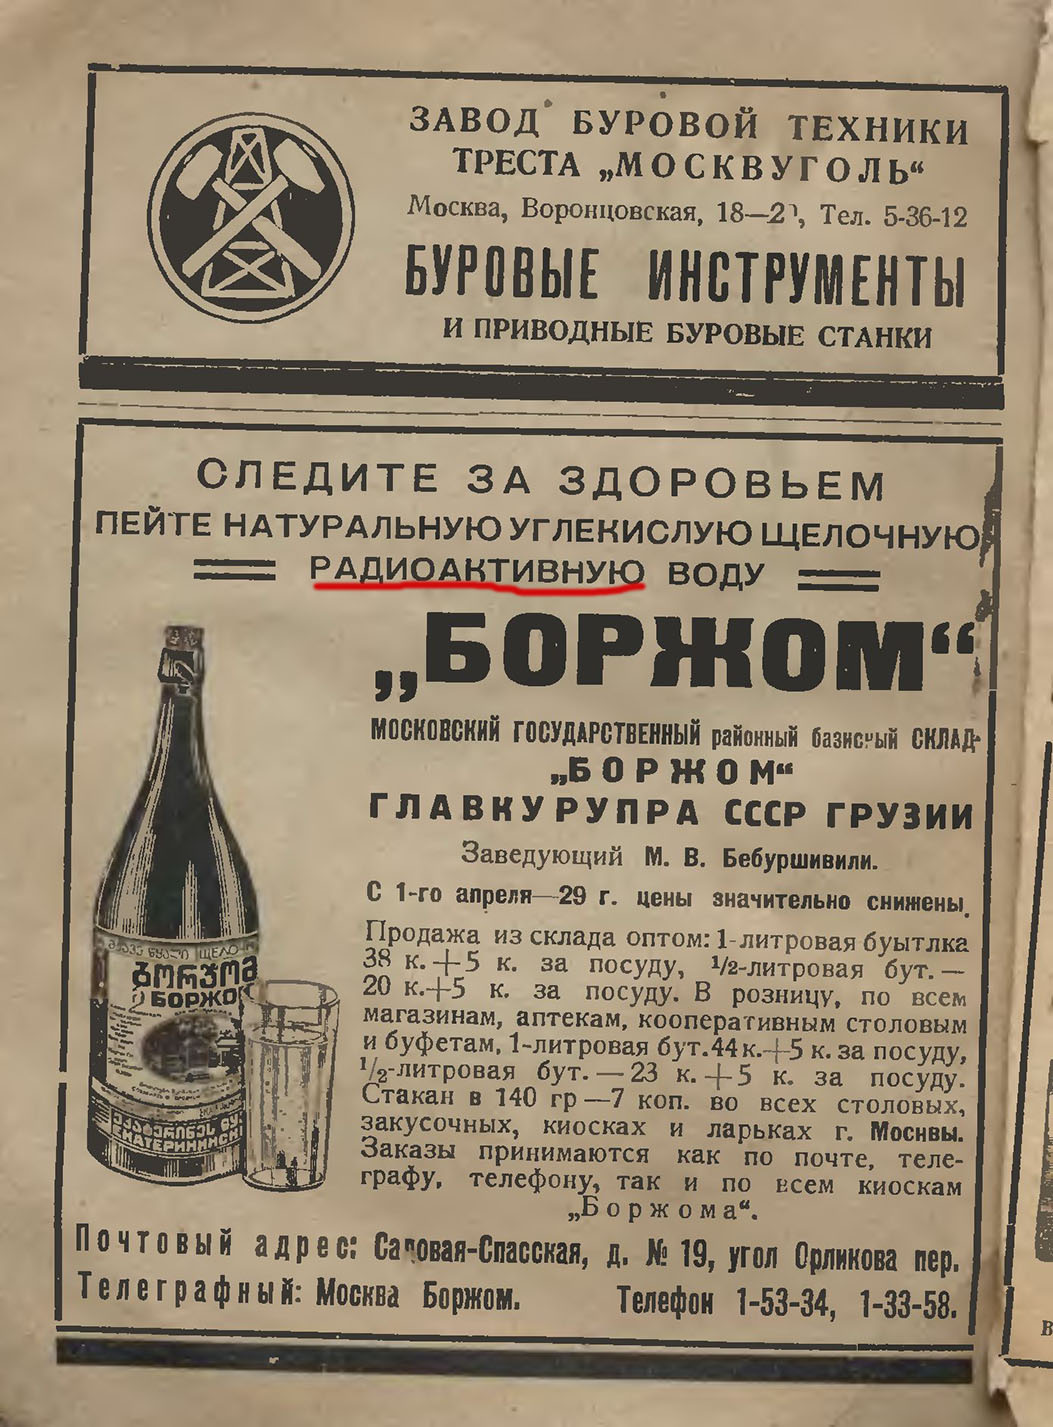 ЗАВОД БУРОВОЙ ТЕХНИКИ
ТРЕСТА „МОСКВУГОЛЬ“
Москва, Воронцовская, Тел. 5-36-12
БУРОВЫЕ ИНСТРУМЕНТЫ
И ПРИВОДНЫЕ БУРОВЫЕ СТАНКИ
СЛЕДИТЕ ЗА ЗДОРОВЬЕМ
ПЕЙТЕ НАТУРАЛЬНУЮ УГЛЕКИСЛУЮ ЩЕЛОЧНУЮ
РАДИОАКТИВНУЮ ВОДУ
„БОРЖОМ“
МОСКОВСКИЙ ГОСУДАРСТВЕННЫЙ районный базисный СКЛАД
„БОРЖОМ“
ГЛАВКУРУПРА СССР ГРУЗИИ
Заведующий М. В. Бебуршивили.
С 1-го апреля—29 г. цены значительно снижены.
Продажа из склада оптом: 1-литровая буытлка
38 к.+5 к. за посуду, 1/2-литровая бут.—
20 к.+5 к. за посуду. В розницу, по всем
магазинам, аптекам, кооперативным столовым
и буфетам, 1-литровая бут. 44 к.+5 к. за посуду,
1/2-литровая бут. — 23 к.+5 к. за посуду.
Стакан в 140 гр—7 коп. во всех столовых,
закусочных, киосках и ларьках г. Москвы.
Заказы принимаются как по почте, теле-
графу, телефону, так и по всем киоскам
„Боржома“.
ბორჯომი
БОРЖОМ
Почтовый адрес: Садовая-Спасская, д. № 19, угол Орликова пер.
Телеграфный: Москва Боржом. Телефон 1-53-34, 1-33-58.